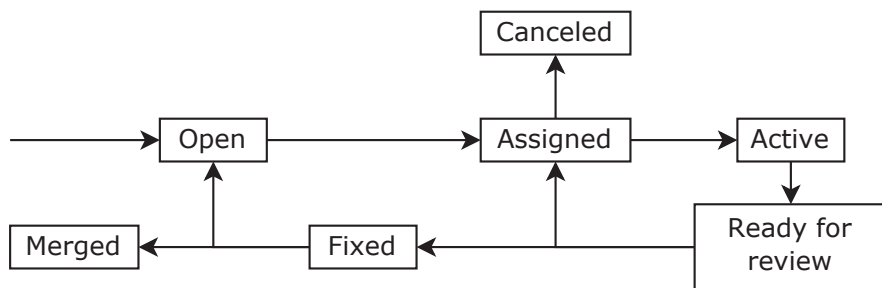 Canceled
Open
Assigned
Active
Merged
Fixed
Ready for
review